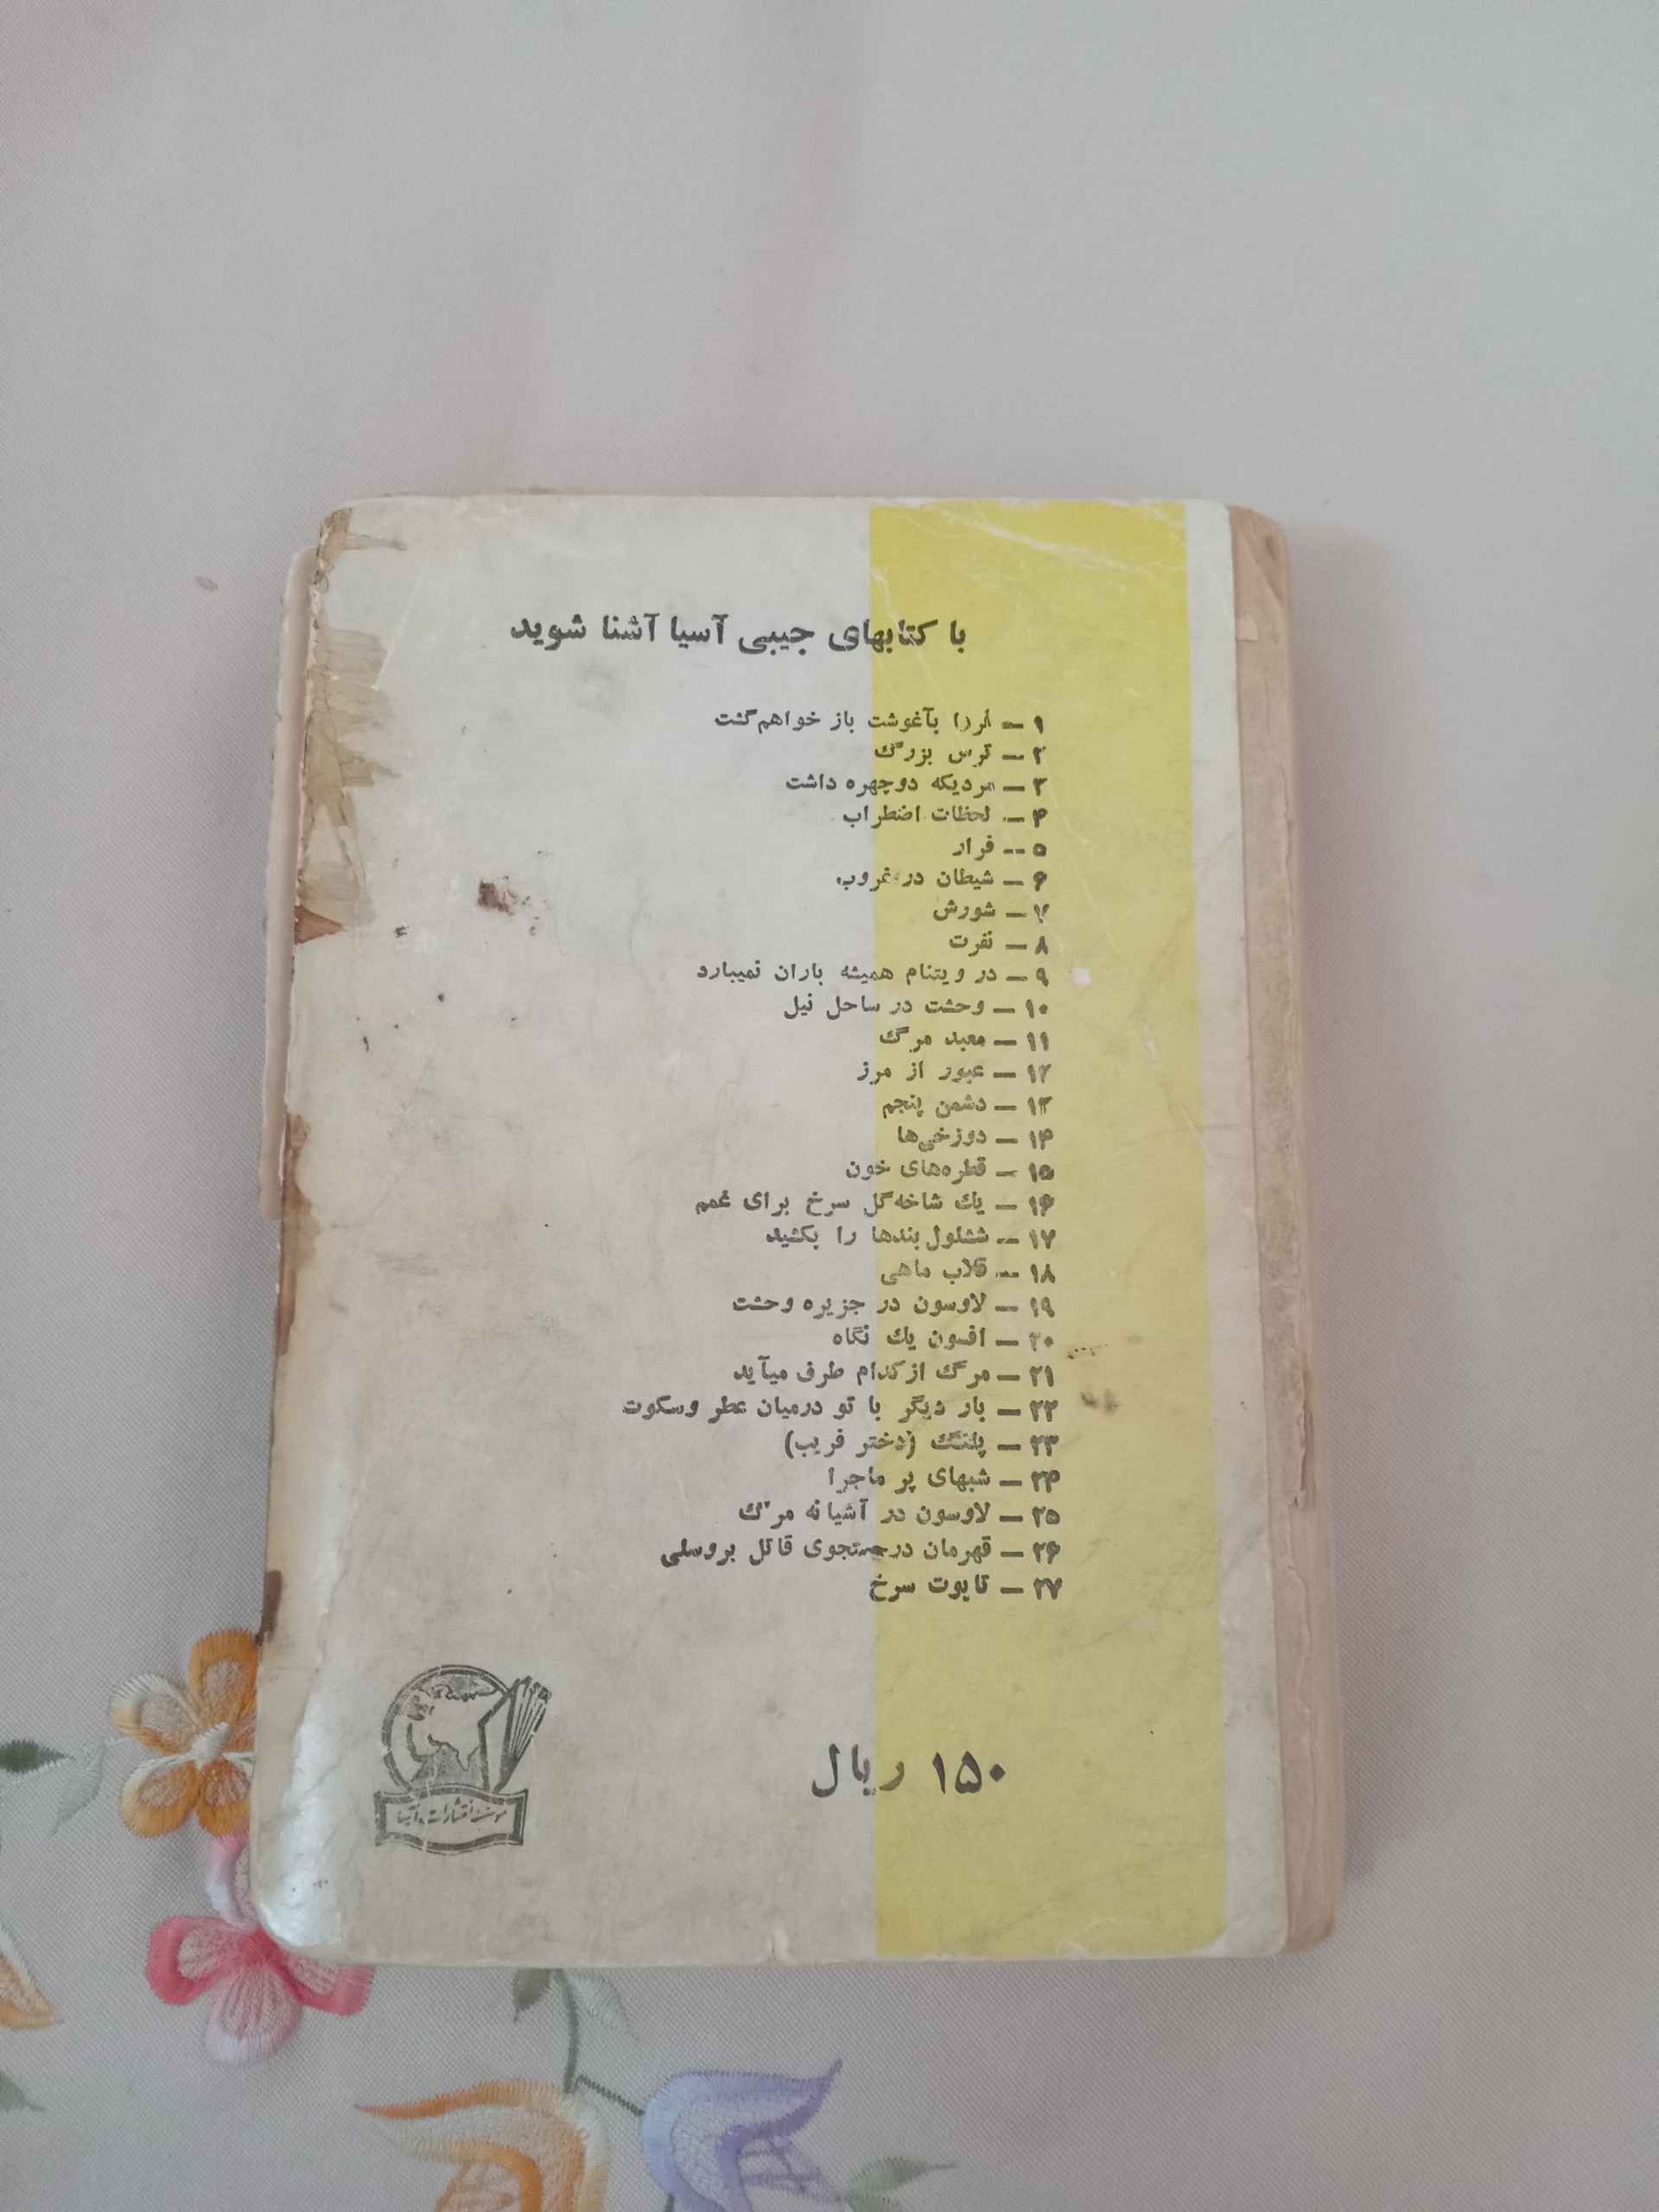 با کتابهای جیبی آسیا آشنا شوید
۱ — بآغوشت باز خواهم‌گشت
۲ — ترس بزرگ
۳ — مردیکه دوچهره داشت
۴ — لحظات اضطراب
۵ — فرار
۶ — شیطان در غروب
۷ — شورش
۸ — نفرت
۹ — در ویتنام همیشه باران نمیبارد
۱۰ — وحشت در ساحل نیل
۱۱ — معبد مرگ
۱۲ — عبور از مرز
۱۳ — دشمن پنجم
۱۴ — دوزخی‌ها
۱۵ — قطره‌های خون
۱۶ — یك شاخه‌گل سرخ برای غمم
۱۷ — ششلول‌بندها را بکشید
۱۸ — قلاب ماهی
۱۹ — لاوسون در جزیره وحشت
۲۰ — افسون یك نگاه
۲۱ — مرگ از کدام طرف میآید
۲۲ — بار دیگر با تو درمیان عطر وسکوت
۲۳ — پلنگ (دختر فریب)
۲۴ — شبهای پر ماجرا
۲۵ — لاوسون در آشیانه مرگ
۲۶ — قهرمان درجستجوی قاتل بروسلی
۲۷ — تابوت سرخ
۱۵۰ ریال
موسسه انتشارات آسیا